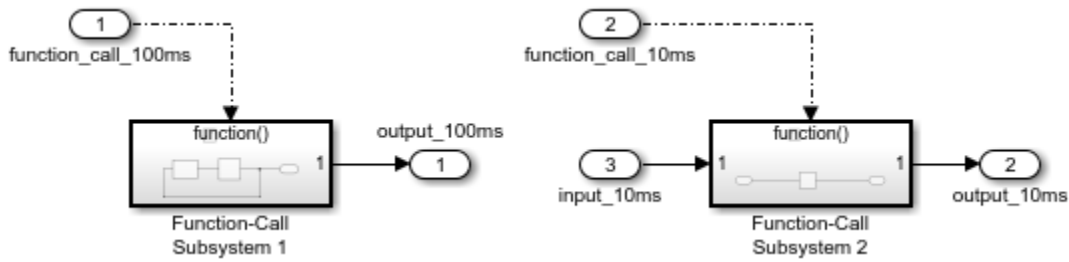 1
function_call_100ms
function()
1
Function-Call
Subsystem 1
output_100ms
1
2
function_call_10ms
3
input_10ms
function()
1
1
Function-Call
Subsystem 2
2
output_10ms